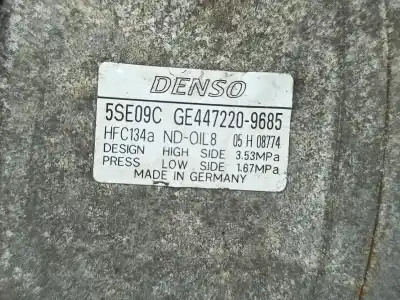 DENSO
5SE09C GE447220-9685
HFC134a ND-OIL8 05 H 08774
DESIGN HIGH SIDE 3.53MPa
PRESS LOW SIDE 1.67MPa
MADE IN GERMANY